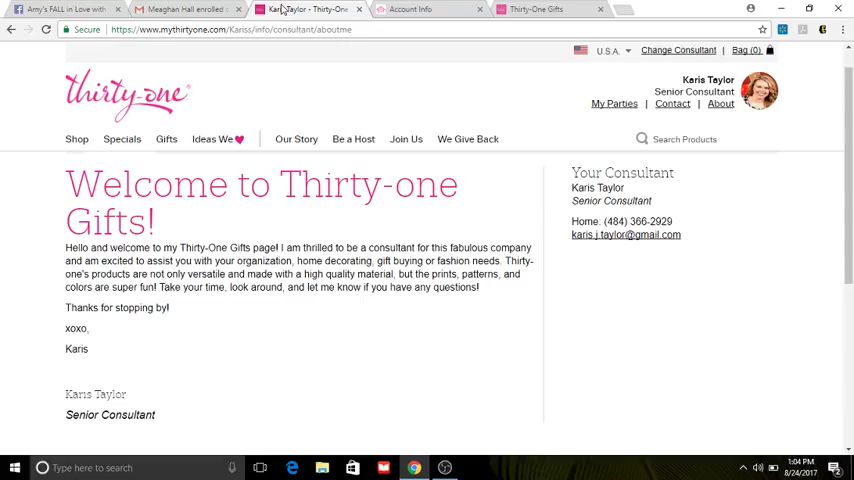 Amy's FALL in Love with
Meaghan Hall enrolled
Karis Taylor - Thirty-One
Account Info
Thirty-One Gifts
Secure
https://www.mythirtyone.com/Kariss/info/consultant/aboutme
U.S.A.
Change Consultant
Bag (0)
thirty-one
Karis Taylor
Senior Consultant
My Parties | Contact | About
Shop Specials Gifts Ideas We Our Story Be a Host Join Us We Give Back
Search Products
Welcome to Thirty-one
Gifts!
Hello and welcome to my Thirty-One Gifts page! I am thrilled to be a consultant for this fabulous company
and am excited to assist you with your organization, home decorating, gift buying or fashion needs. Thirty-
one's products are not only versatile and made with a high quality material, but the prints, patterns, and
colors are super fun! Take your time, look around, and let me know if you have any questions!
Thanks for stopping by!
xoxo,
Karis
Karis Taylor
Senior Consultant
Your Consultant
Karis Taylor
Senior Consultant
Home: (484) 366-2929
karis.j.taylor@gmail.com
Type here to search
1:04 PM
8/24/2017
2